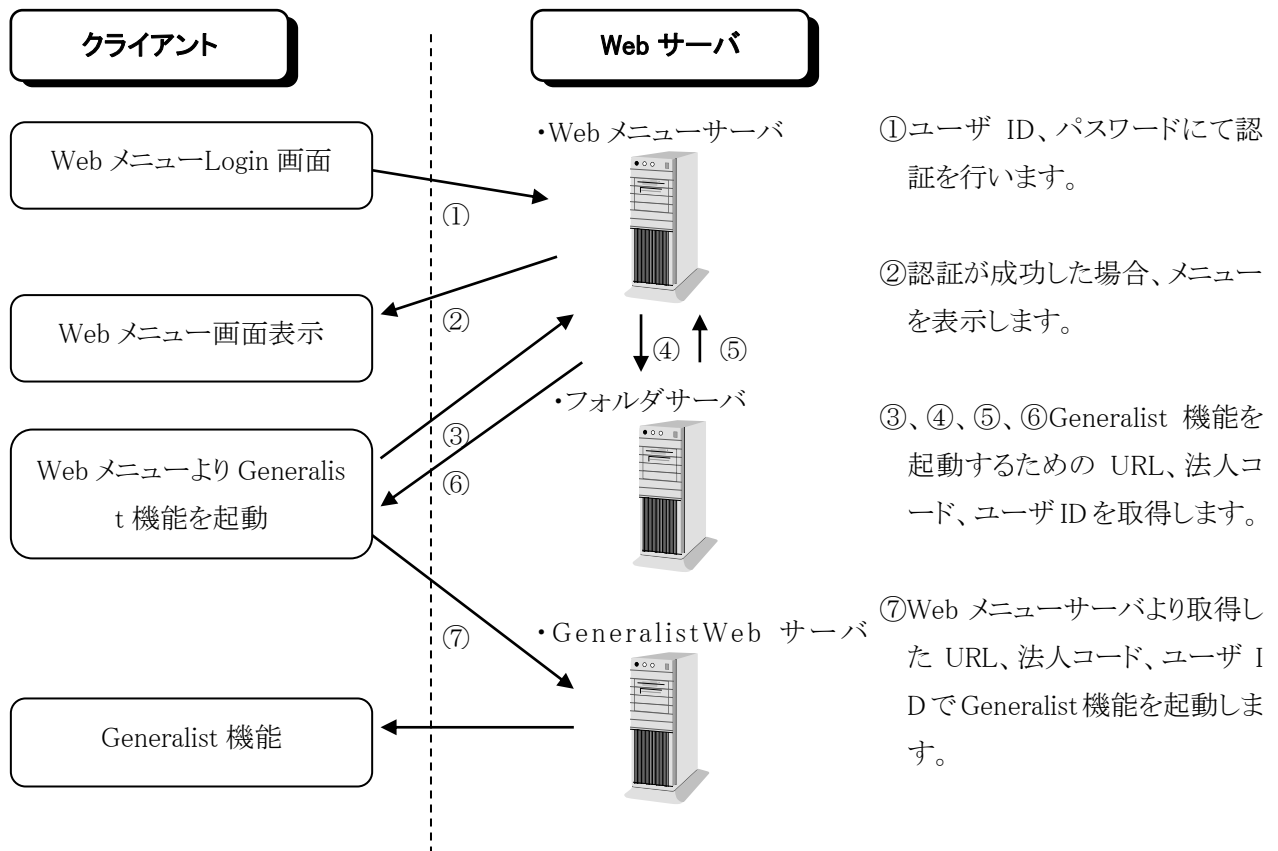 クライアント
Web サーバ
Web メニューLogin 画面
・Web メニューサーバ
①
②
Web メニュー画面表示
④ ⑤
・フォルダサーバ
③
⑥
Web メニューより Generalis
t 機能を起動
・GeneralistWeb サーバ
⑦
Generalist 機能
①ユーザ ID、パスワードにて認
証を行います。
②認証が成功した場合、メニュー
を表示します。
③、④、⑤、⑥Generalist 機能を
起動するための URL、法人コ
ード、ユーザ ID を取得します。
⑦Web メニューサーバより取得し
た URL、法人コード、ユーザ I
D で Generalist 機能を起動しま
す。